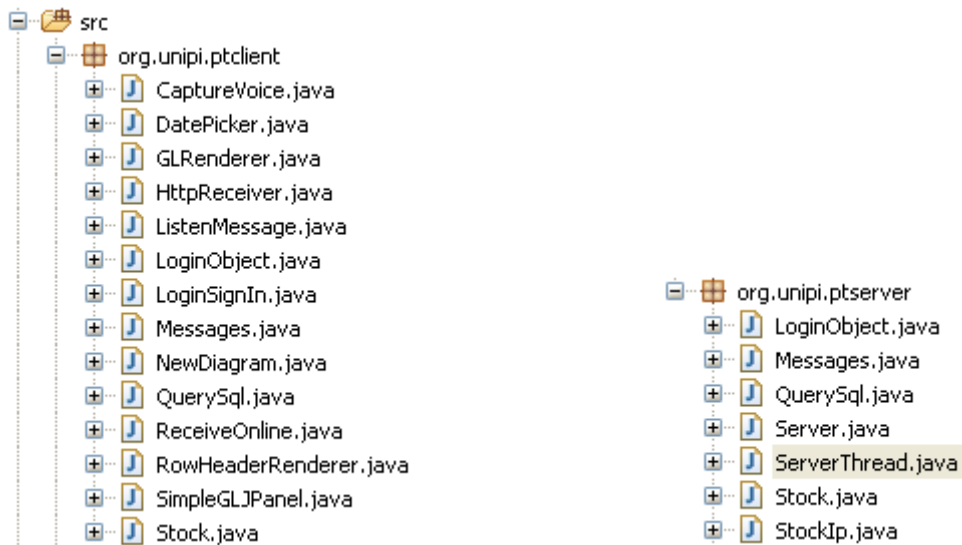 src
org.unipi.ptclient
CaptureVoice.java
DatePicker.java
GLRenderer.java
HttpReceiver.java
ListenMessage.java
LoginObject.java
LoginSignIn.java
Messages.java
NewDiagram.java
QuerySql.java
ReceiveOnline.java
RowHeaderRenderer.java
SimpleGLJPanel.java
Stock.java
org.unipi.ptserver
LoginObject.java
Messages.java
QuerySql.java
Server.java
ServerThread.java
Stock.java
StockIp.java